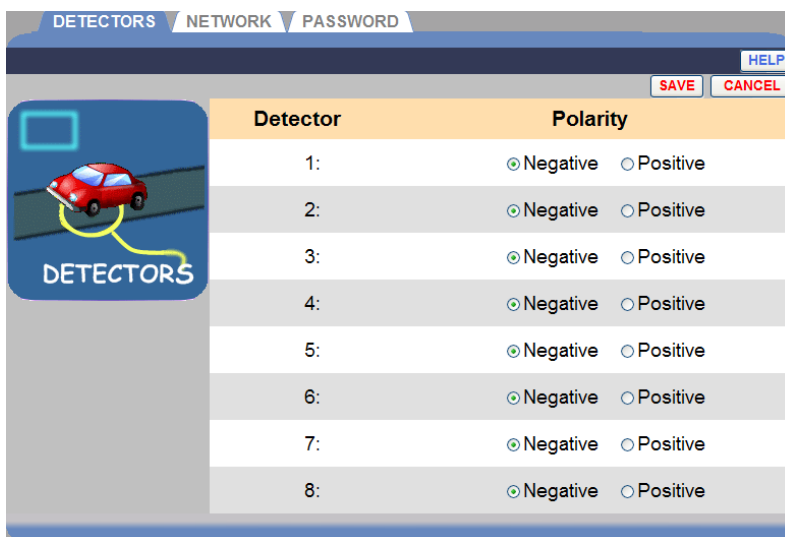 DETECTORS NETWORK PASSWORD
HELP
SAVE CANCEL
DETECTORS
Detector Polarity
1: Negative Positive
2: Negative Positive
3: Negative Positive
4: Negative Positive
5: Negative Positive
6: Negative Positive
7: Negative Positive
8: Negative Positive